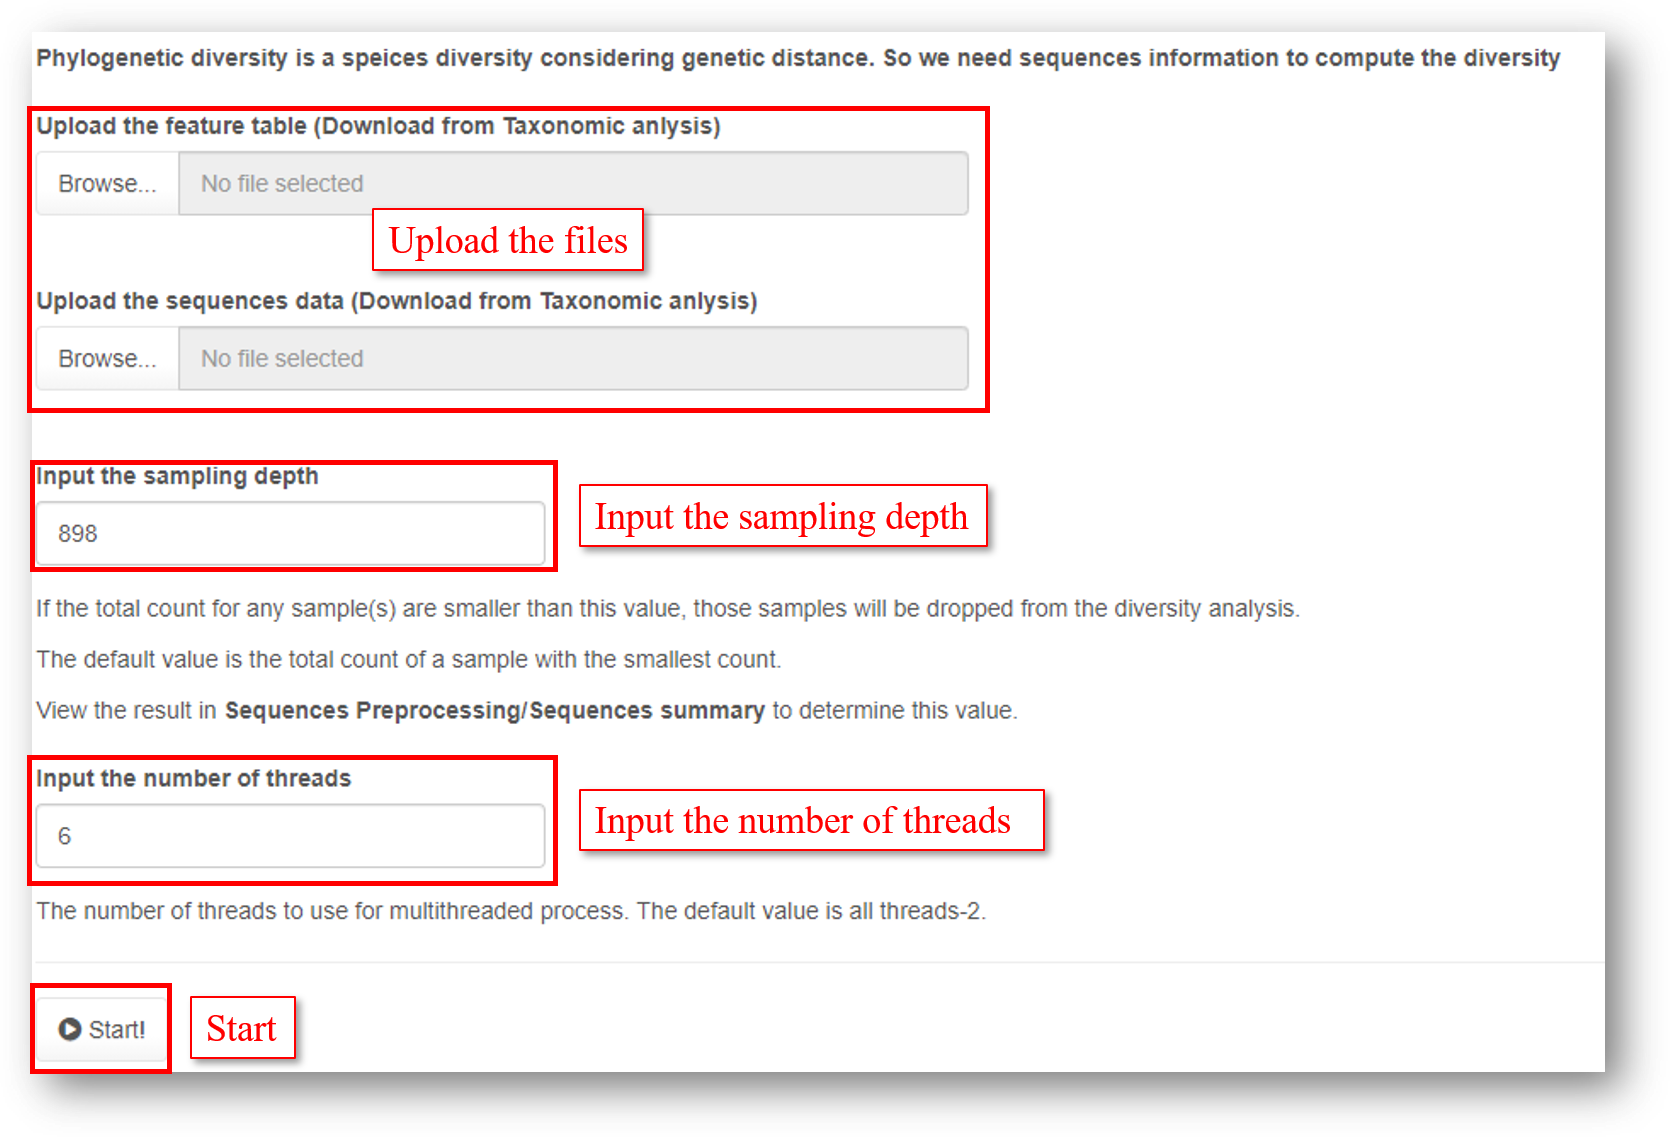 Phylogenetic diversity is a speices diversity considering genetic distance. So we need sequences information to compute the diversity
Upload the feature table (Download from Taxonomic anlysis)
Browse... No file selected
Upload the files
Upload the sequences data (Download from Taxonomic anlysis)
Browse... No file selected
Input the sampling depth
Input the sampling depth
898
If the total count for any sample(s) are smaller than this value, those samples will be dropped from the diversity analysis.
The default value is the total count of a sample with the smallest count.
View the result in Sequences Preprocessing/Sequences summary to determine this value.
Input the number of threads
Input the number of threads
6
The number of threads to use for multithreaded process. The default value is all threads-2.
Start!
Start